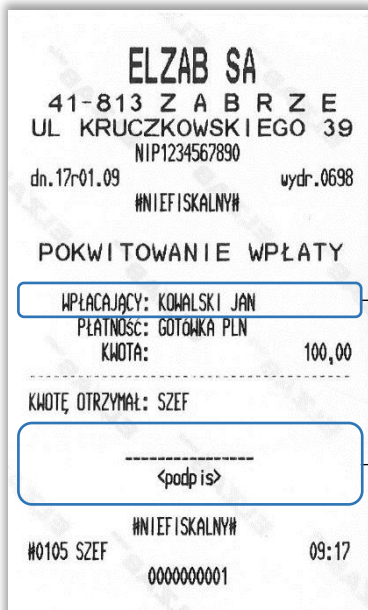 ELZAB SA
41-813 Z A B R Z E
UL KRUCZKOWSKIEGO 39
NIP1234567890
dn.17r01.09 wydr.0698
#NIEFISKALNY#
POKWITOWANIE WPŁATY
WPŁACAJĄCY: KOWALSKI JAN
PŁATNOść: GOTÓWKA PLN
KWOTA: 100,00
KWOTĘ OTRZYMAŁ: SZEF
<podpis>
#NIEFISKALNY#
#0105 SZEF 09:17
0000000001